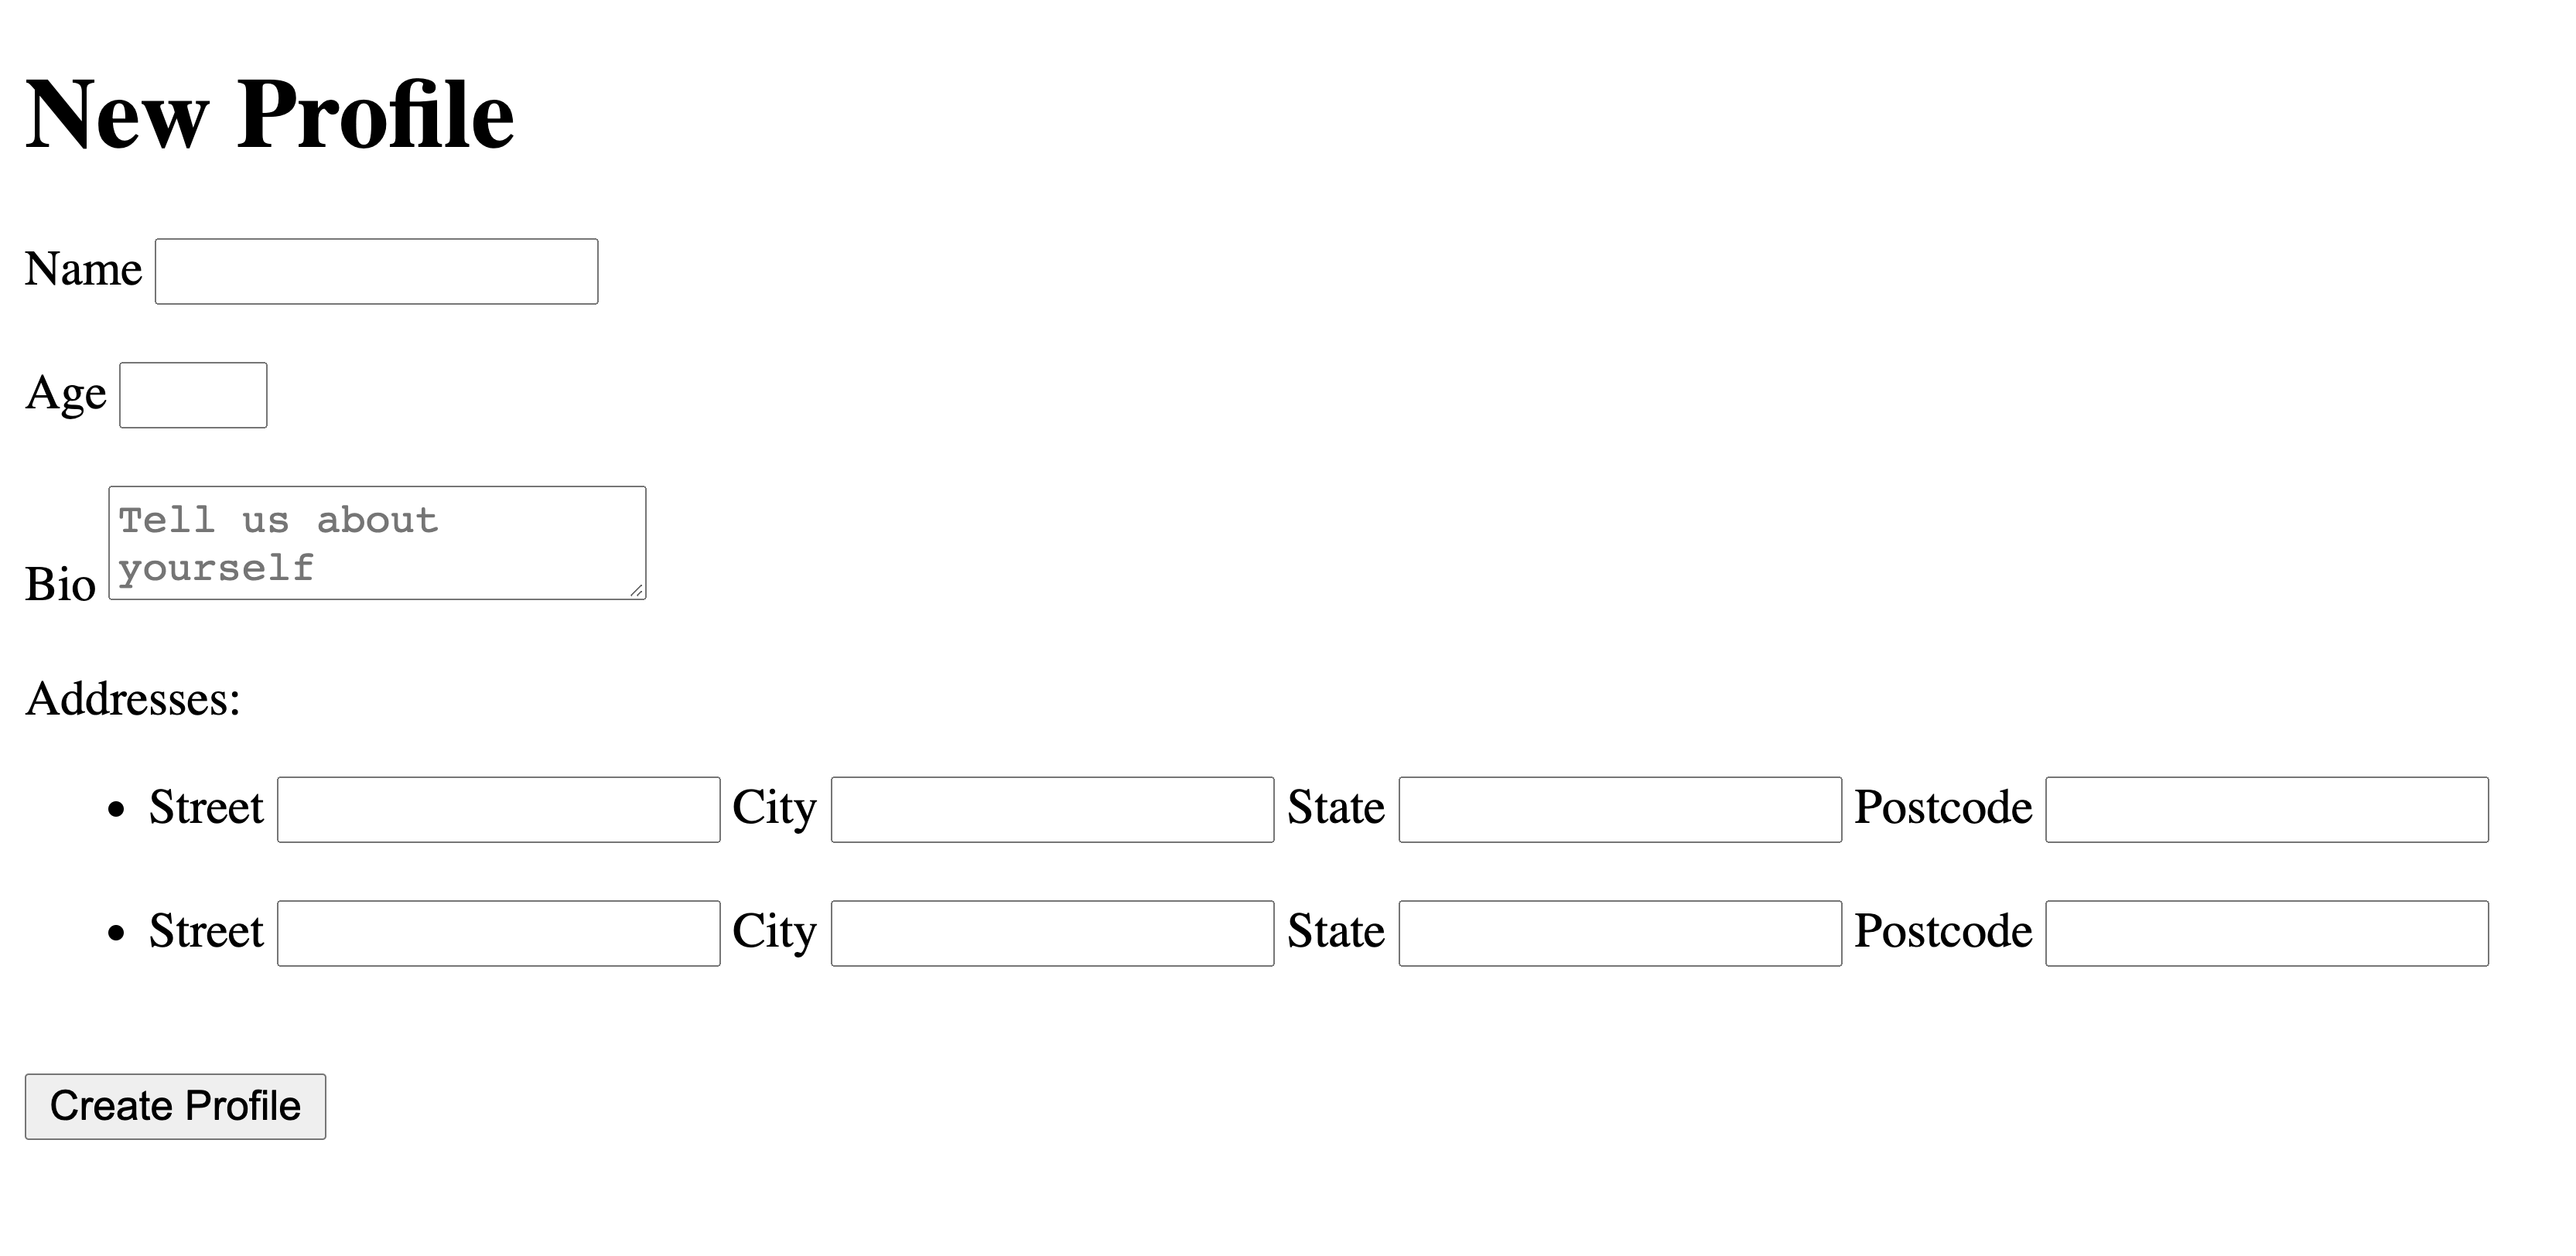 New Profile
Name
Age
Tell us about
yourself
Bio
Addresses:
• Street City State Postcode
• Street City State Postcode
Create Profile